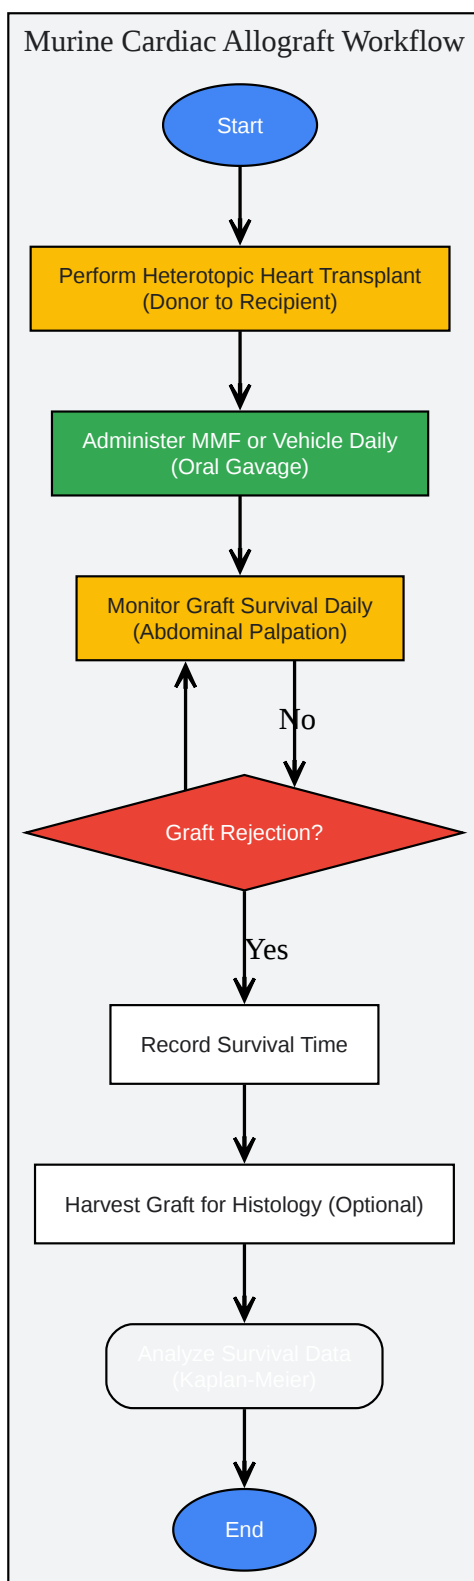 Murine Cardiac Allograft Workflow
Start
Perform Heterotopic Heart Transplant
(Donor to Recipient)
Administer MMF or Vehicle Daily
(Oral Gavage)
Monitor Graft Survival Daily
(Abdominal Palpation)
No
Graft Rejection?
Yes
Record Survival Time
Harvest Graft for Histology (Optional)
Analyze Survival Data
(Kaplan-Meier)
End